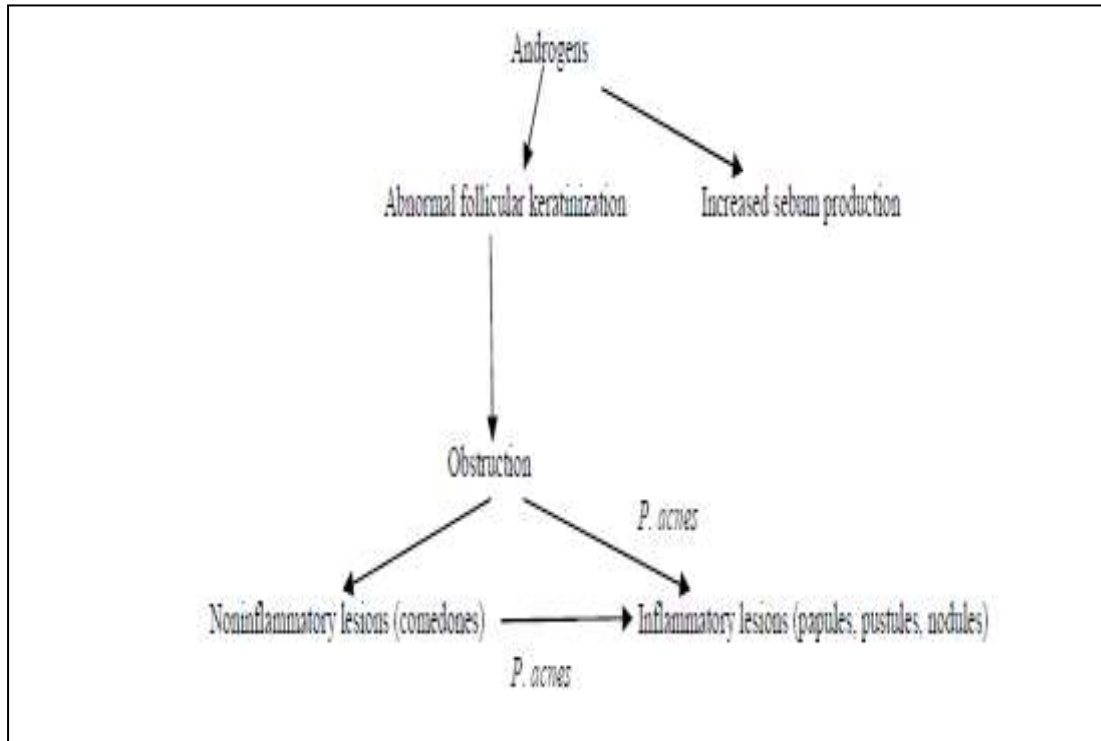 Androgens
Abnormal follicular keratinization
Increased sebum production
Obstruction
P. acnes
Noninflammatory lesions (comedones)
Inflammatory lesions (papules, pustules, nodules)
P. acnes